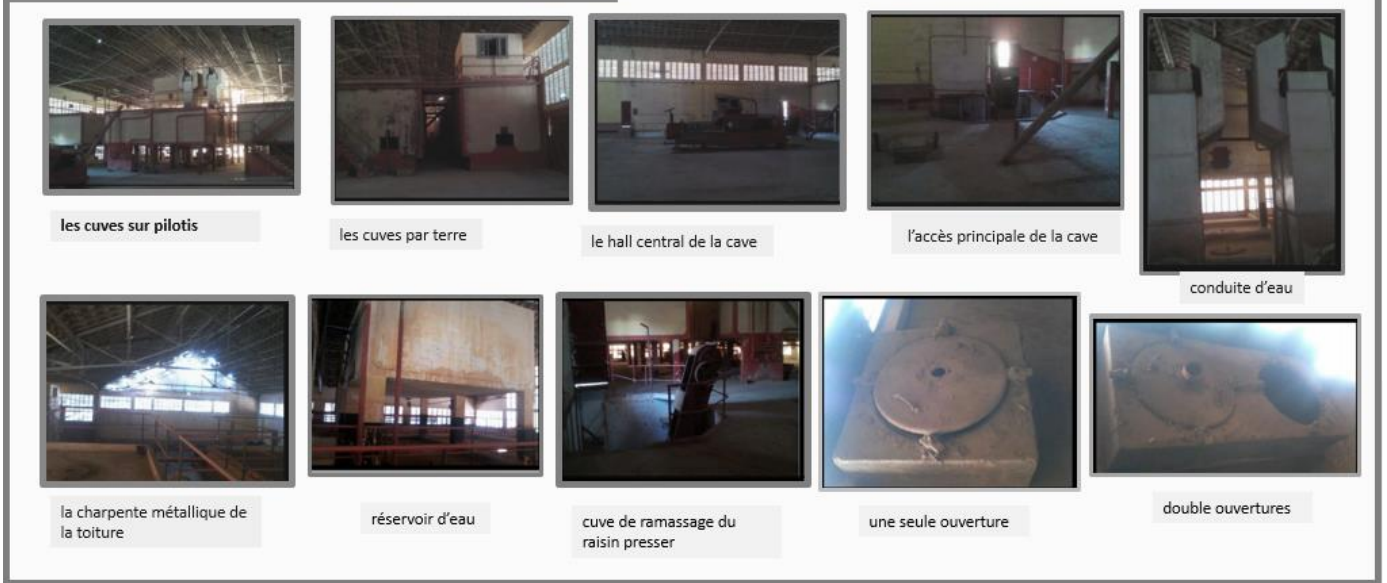 les cuves sur pilotis
les cuves par terre
le hall central de la cave
l'accès principale de la cave
conduite d'eau
la charpente métallique de
la toiture
réservoir d'eau
cuve de ramassage du
raisin presser
une seule ouverture
double ouvertures